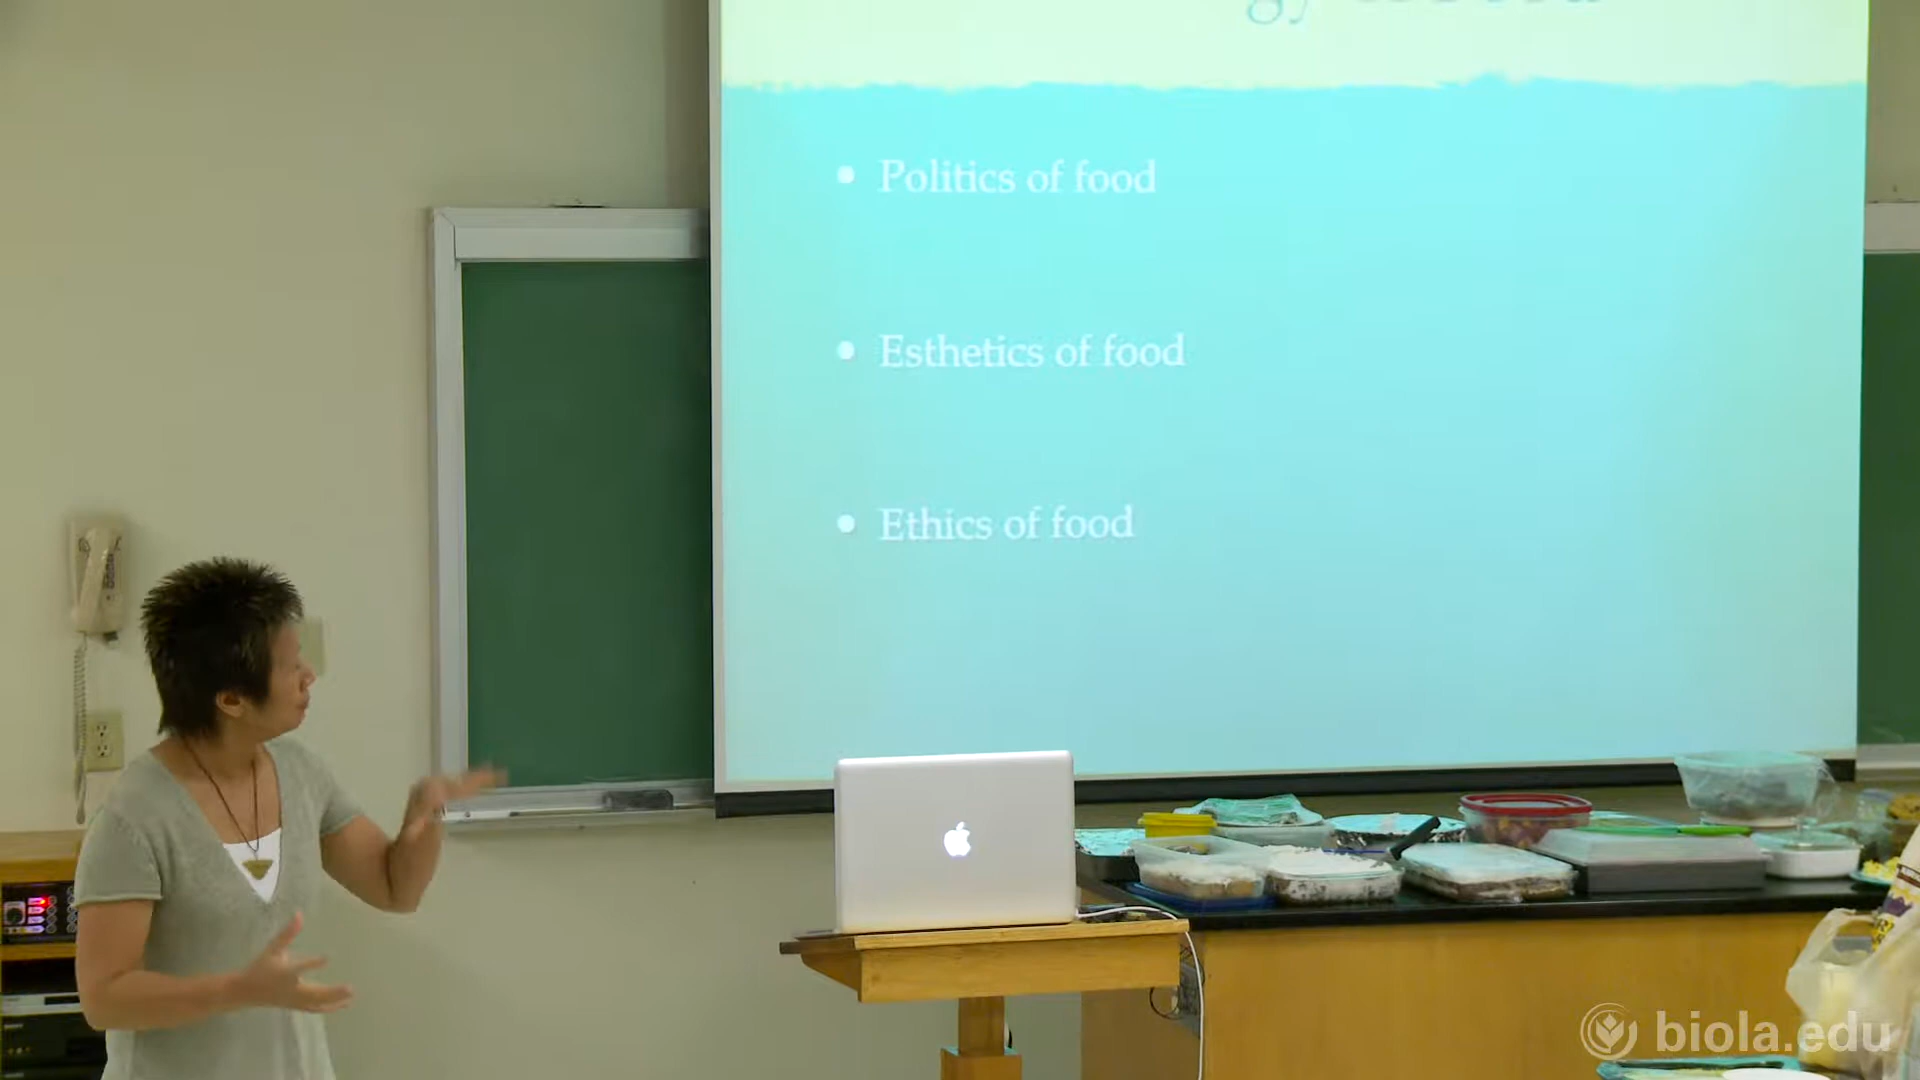 • Politics of food
• Esthetics of food
• Ethics of food
biola.edu